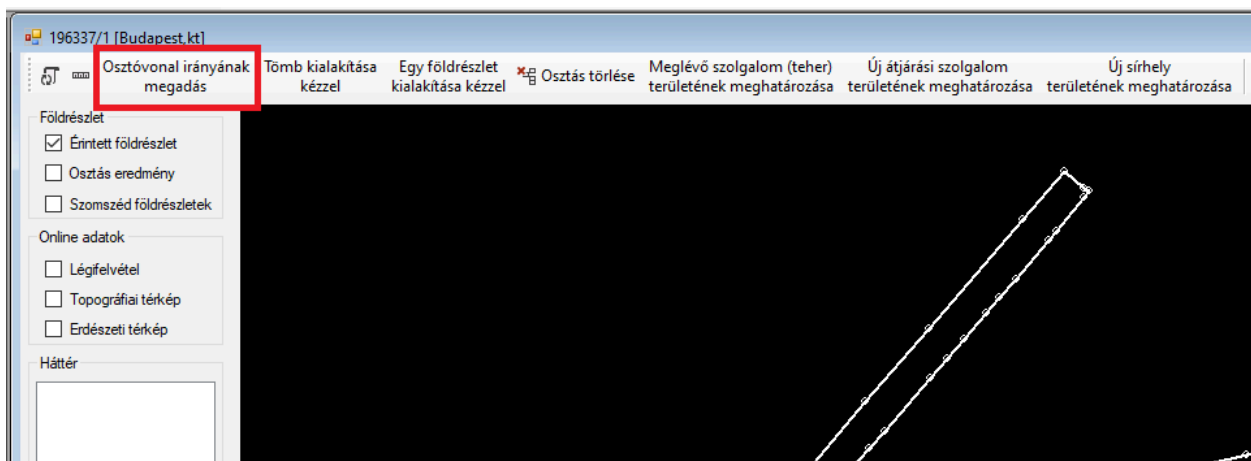 196337/1 [Budapest,kt]
Osztóvonal irányának megadás
Tömb kialakítása kézzel
Egy földrészlet kialakítása kézzel
Osztás törlése
Meglévő szolgalom (teher) területének meghatározása
Új átjárási szolgalom területének meghatározása
Új sírhely területének meghatározása
Földrészlet
Érintett földrészlet
Osztás eredmény
Szomszéd földrészletek
Online adatok
Légifelvétel
Topográfiai térkép
Erdészeti térkép
Háttér